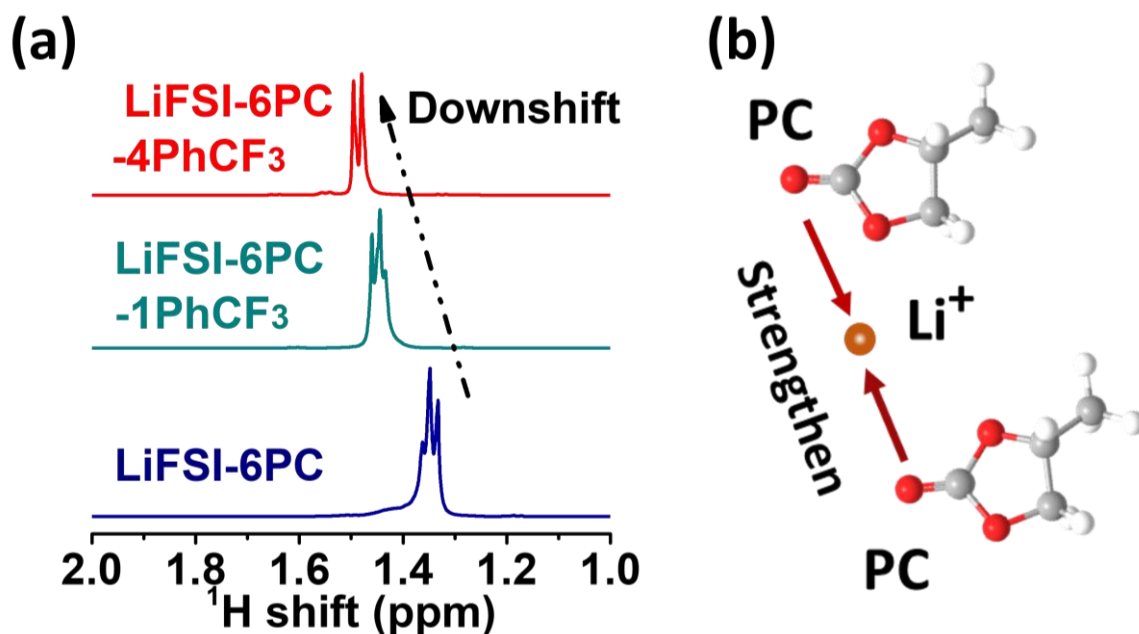 (a)
LiFSI-6PC
-4PhCF₃
Downshift
LiFSI-6PC
-1PhCF₃
LiFSI-6PC
2.0 1.8 1.6 1.4 1.2 1.0
¹H shift (ppm)
(b)
PC
Strengthen
Li⁺
PC